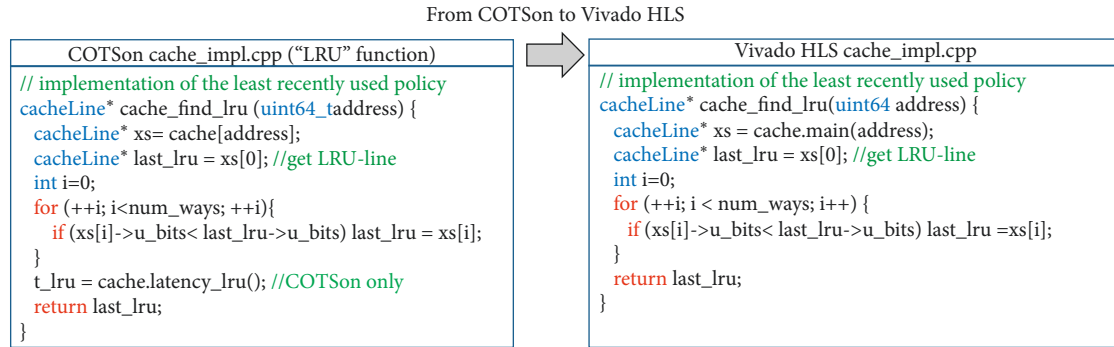 From COTSon to Vivado HLS
COTSon cache_impl.cpp (“LRU” function)
// implementation of the least recently used policy
cacheLine* cache_find_lru (uint64_taddress) {
cacheLine* xs= cache[address];
cacheLine* last_lru = xs[0]; //get LRU-line
int i=0;
for (++i; i<num_ways; ++i){
if (xs[i]->u_bits< last_lru->u_bits) last_lru = xs[i];
}
t_lru = cache.latency_lru(); //COTSon only
return last_lru;
}
Vivado HLS cache_impl.cpp
// implementation of the least recently used policy
cacheLine* cache_find_lru(uint64 address) {
cacheLine* xs = cache.main(address);
cacheLine* last_lru = xs[0]; //get LRU-line
int i=0;
for (++i; i < num_ways; i++) {
if (xs[i]->u_bits< last_lru->u_bits) last_lru =xs[i];
}
return last_lru;
}